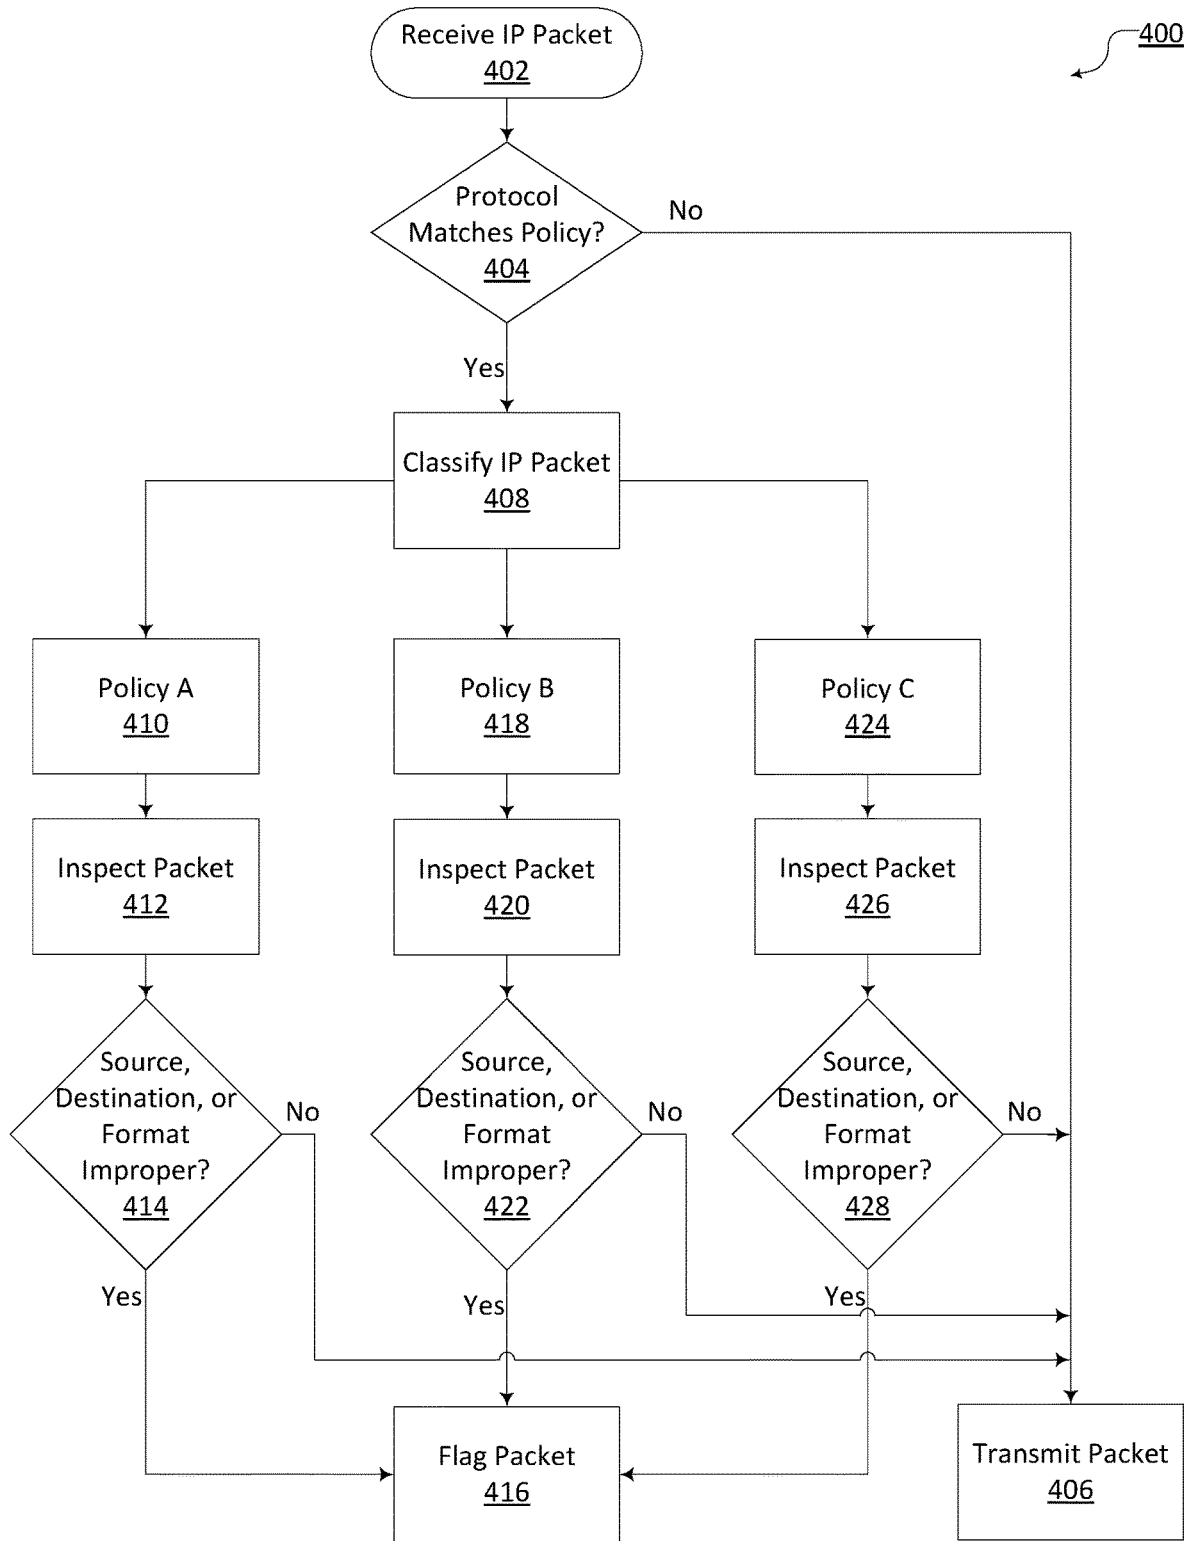 Receive IP Packet
402
400
Protocol
Matches Policy?
404
No
Yes
Classify IP Packet
408
Policy A
410
Policy B
418
Policy C
424
Inspect Packet
412
Inspect Packet
420
Inspect Packet
426
Source,
Destination, or
Format
Improper?
414
No
Yes
Source,
Destination, or
Format
Improper?
422
No
Yes
Source,
Destination, or
Format
Improper?
428
No
Yes
Flag Packet
416
Transmit Packet
406